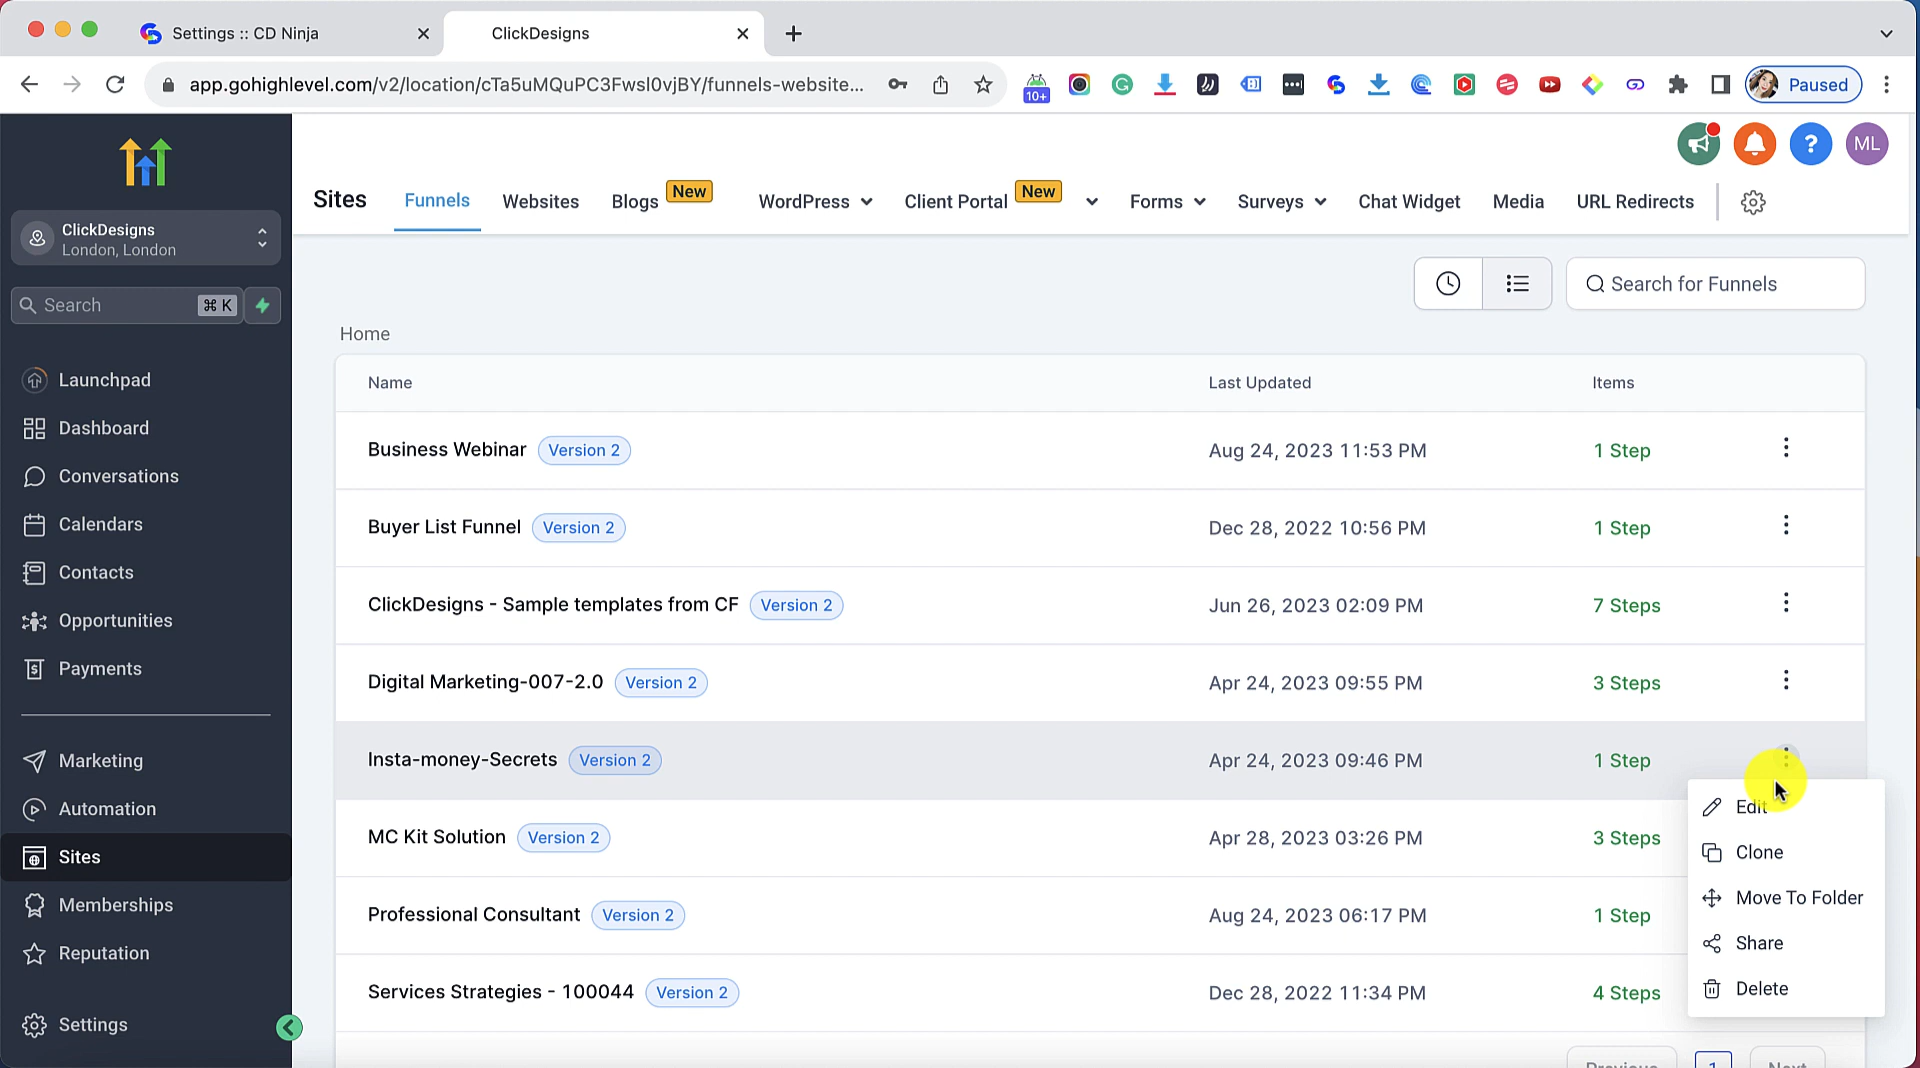 Settings :: CD Ninja
ClickDesigns
app.gohighlevel.com/v2/location/cTa5uMQuPC3Fwsl0vjBY/funnels-website...
10+
Paused
ML
ClickDesigns
London, London
Search ⌘ K
Launchpad
Dashboard
Conversations
Calendars
Contacts
Opportunities
Payments
Marketing
Automation
Sites
Memberships
Reputation
Settings
Sites Funnels Websites Blogs New WordPress Client Portal New Forms Surveys Chat Widget Media URL Redirects
Search for Funnels
Home
Name Last Updated Items
Business Webinar Version 2 Aug 24, 2023 11:53 PM 1 Step
Buyer List Funnel Version 2 Dec 28, 2022 10:56 PM 1 Step
ClickDesigns - Sample templates from CF Version 2 Jun 26, 2023 02:09 PM 7 Steps
Digital Marketing-007-2.0 Version 2 Apr 24, 2023 09:55 PM 3 Steps
Insta-money-Secrets Version 2 Apr 24, 2023 09:46 PM 1 Step
MC Kit Solution Version 2 Apr 28, 2023 03:26 PM 3 Steps
Professional Consultant Version 2 Aug 24, 2023 06:17 PM 1 Step
Services Strategies - 100044 Version 2 Dec 28, 2022 11:34 PM 4 Steps
Edit
Clone
Move To Folder
Share
Delete
Previous 1 Next